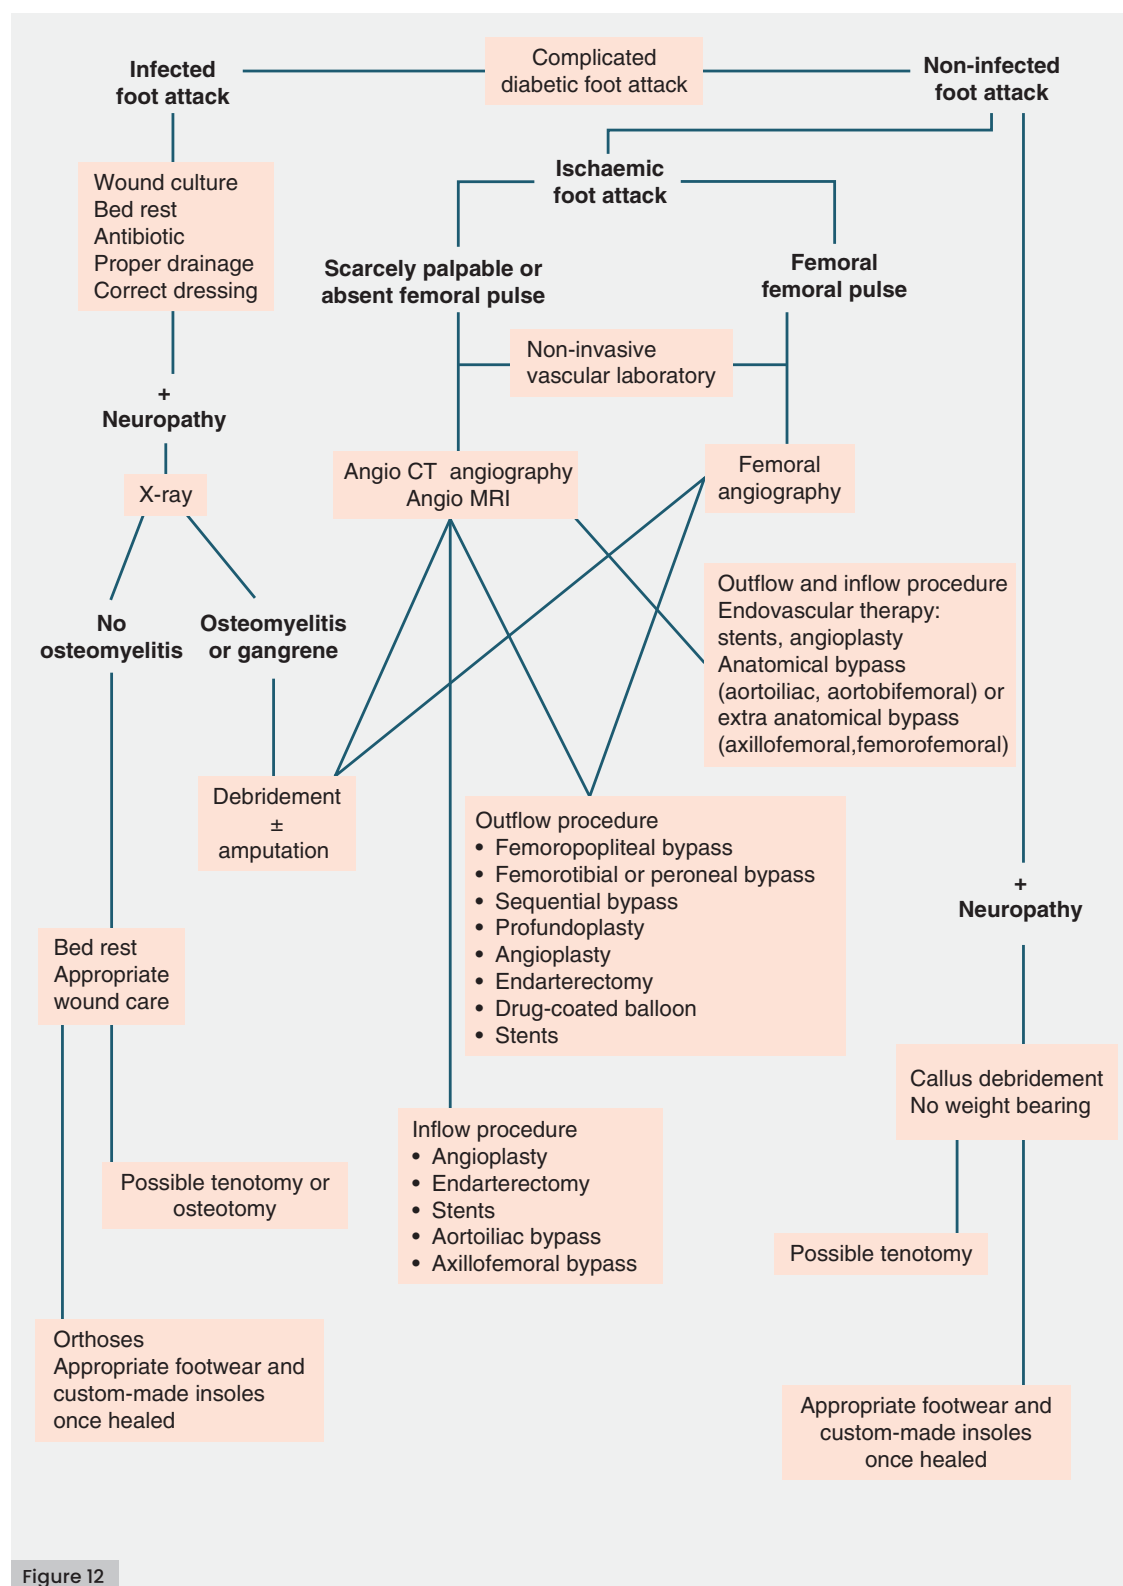 Complicated
diabetic foot attack
Infected
foot attack
Non-infected
foot attack
Wound culture
Bed rest
Antibiotic
Proper drainage
Correct dressing
Ischaemic
foot attack
Scarcely palpable or
absent femoral pulse
Femoral
femoral pulse
Non-invasive
vascular laboratory
+
Neuropathy
X-ray
Angio CT angiography
Angio MRI
Femoral
angiography
No
osteomyelitis
Osteomyelitis
or gangrene
Outflow and inflow procedure
Endovascular therapy:
stents, angioplasty
Anatomical bypass
(aortoiliac, aortobifemoral) or
extra anatomical bypass
(axillofemoral,femorofemoral)
Debridement
±
amputation
Outflow procedure
• Femoropopliteal bypass
• Femorotibial or peroneal bypass
• Sequential bypass
• Profundoplasty
• Angioplasty
• Endarterectomy
• Drug-coated balloon
• Stents
+
Neuropathy
Bed rest
Appropriate
wound care
Callus debridement
No weight bearing
Inflow procedure
• Angioplasty
• Endarterectomy
• Stents
• Aortoiliac bypass
• Axillofemoral bypass
Possible tenotomy or
osteotomy
Possible tenotomy
Orthoses
Appropriate footwear and
custom-made insoles
once healed
Appropriate footwear and
custom-made insoles
once healed
Figure 12